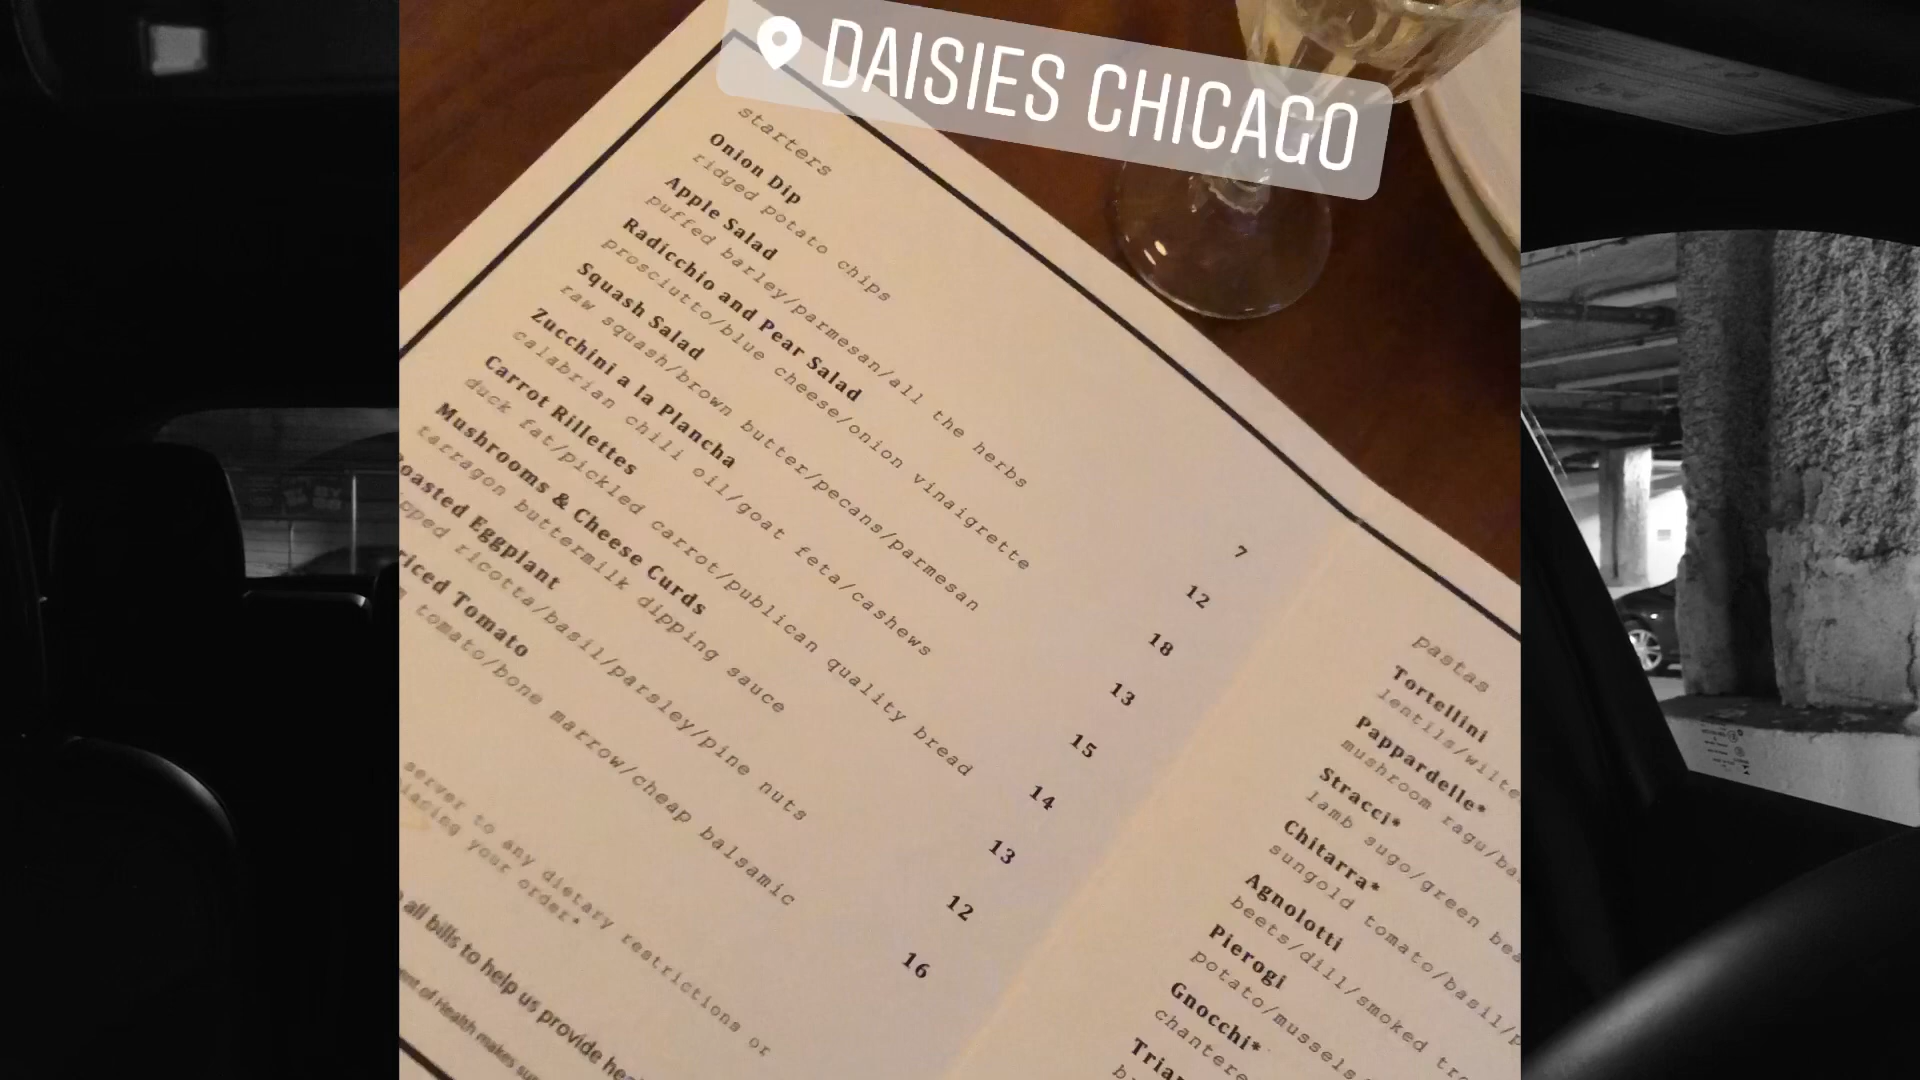 DAISIES CHICAGO
starters
Onion Dip 7
ridged potato chips
Apple Salad 12
puffed barley/parmesan/all the herbs
Radicchio and Pear Salad 18
prosciutto/blue cheese/onion vinaigrette
Squash Salad 13
raw squash/brown butter/pecans/parmesan
Zucchini a la Plancha 15
calabrian chili oil/goat feta/cashews
Carrot Rillettes 14
duck fat/pickled carrot/publican quality bread
Mushrooms & Cheese Curds 13
tarragon buttermilk dipping sauce
Roasted Eggplant 12
ricotta/basil/parsley/pine nuts
Tomato 16
tomato/bone marrow/cheap balsamic
server to any dietary restrictions or
your order*
all bills to help us provide
of Health makes
pastas
Tortellini
lentils/
Pappardelle*
mushroom ragu/
Stracci*
lamb sugo/green
Chitarra*
sungold tomato/basil/
Agnolotti
beets/dill/smoked
Pierogi
potato/mussels/
Gnocchi*